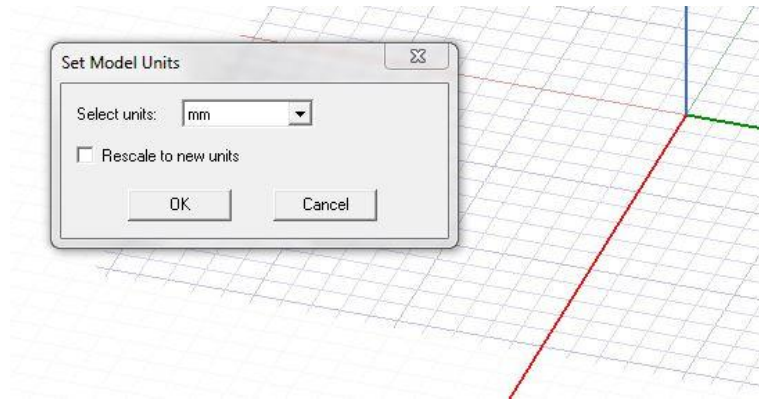 Set Model Units
Select units: mm
Rescale to new units
OK Cancel